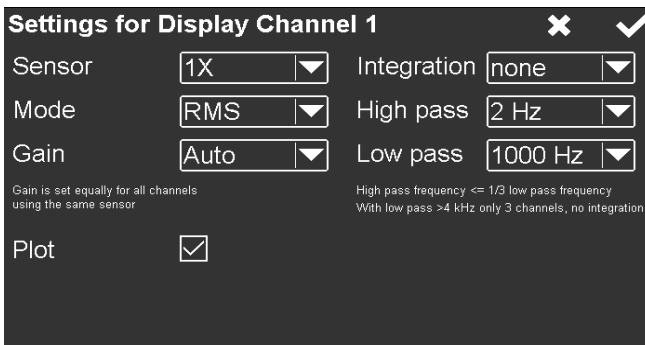 Settings for Display Channel 1
Sensor 1X Integration none
Mode RMS High pass 2 Hz
Gain Auto Low pass 1000 Hz
Gain is set equally for all channels
using the same sensor
High pass frequency <= 1/3 low pass frequency
With low pass >4 kHz only 3 channels, no integration
Plot